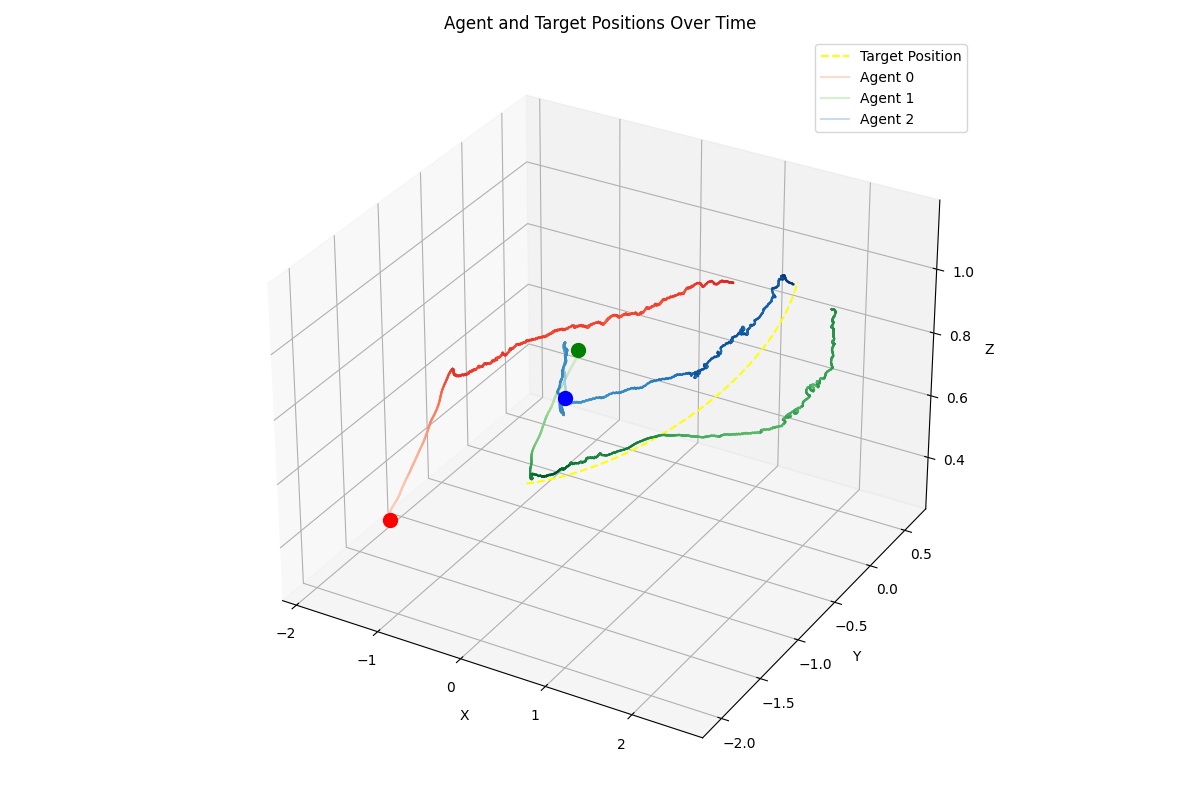 Agent and Target Positions Over Time
Target Position
Agent 0
Agent 1
Agent 2
1.0
0.8
Z
0.6
0.4
0.5
0.0
−0.5
−1.0
−1.5
−2.0
Y
−2
−1
0
1
2
X